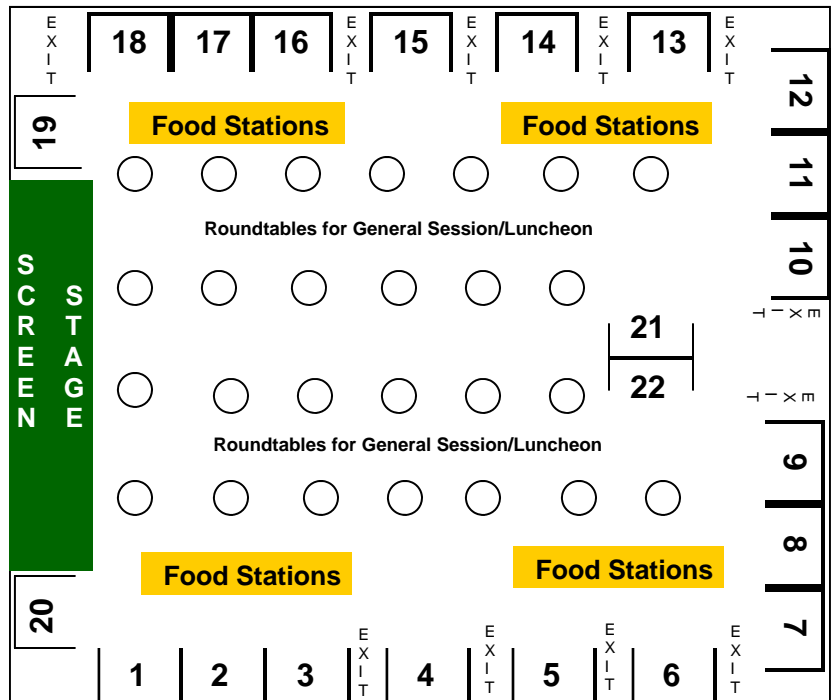 EXIT
18
17
16
EXIT
15
EXIT
14
EXIT
13
EXIT
12
19
Food Stations
Food Stations
11
Roundtables for General Session/Luncheon
10
SCREEN
STAGE
EXIT
21
22
EXIT
Roundtables for General Session/Luncheon
9
8
Food Stations
Food Stations
20
7
1
2
3
EXIT
4
EXIT
5
EXIT
6
EXIT